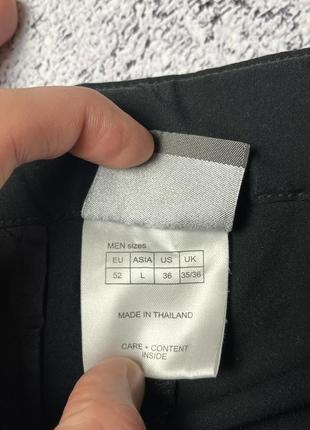 MEN sizes
EU ASIA US UK
52 L 36 35/36
MADE IN THAILAND
CARE + CONTENT
INSIDE